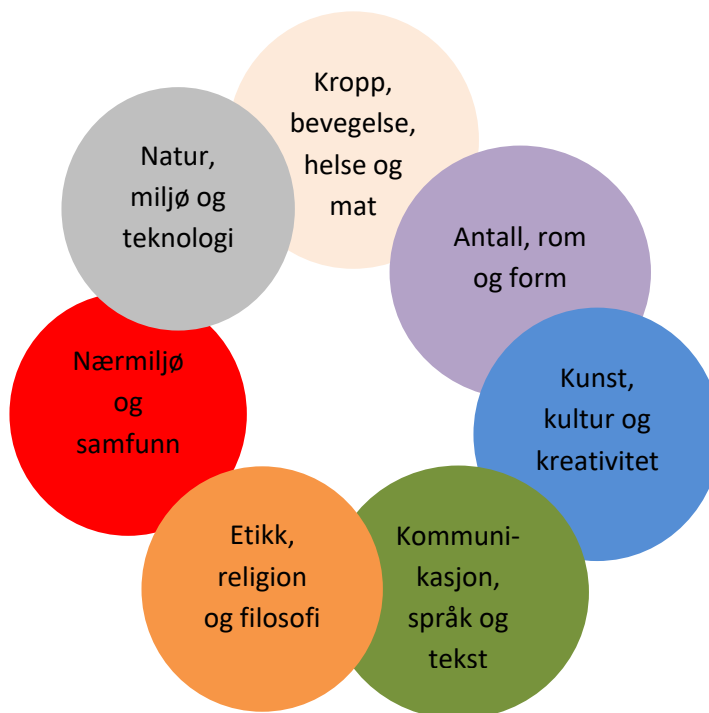 Kropp,
bevegelse,
helse og
mat
Antall, rom
og form
Kunst,
kultur og
kreativitet
Kommuni-
kasjon,
språk og
tekst
Etikk,
religion
og filosofi
Nærmiljø
og
samfunn
Natur,
miljø og
teknologi